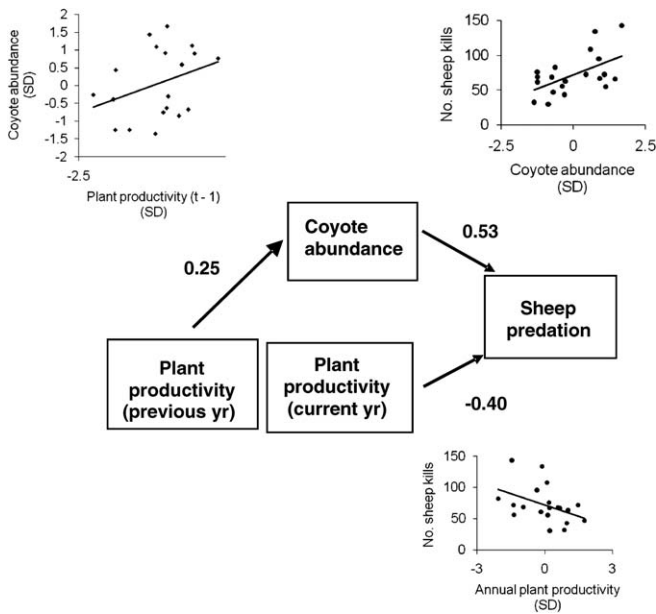 2
1.5
1
0.5
0
-0.5
-1
-1.5
-2
-2.5
Coyote abundance
(SD)
Plant productivity (t - 1)
(SD)
150
100
50
0
-2.5
0
2.5
No. sheep kills
Coyote abundance
(SD)
Coyote
abundance
0.25
0.53
Sheep
predation
Plant
productivity
(previous yr)
Plant
productivity
(current yr)
-0.40
150
100
50
0
-3
0
3
No. sheep kills
Annual plant productivity
(SD)